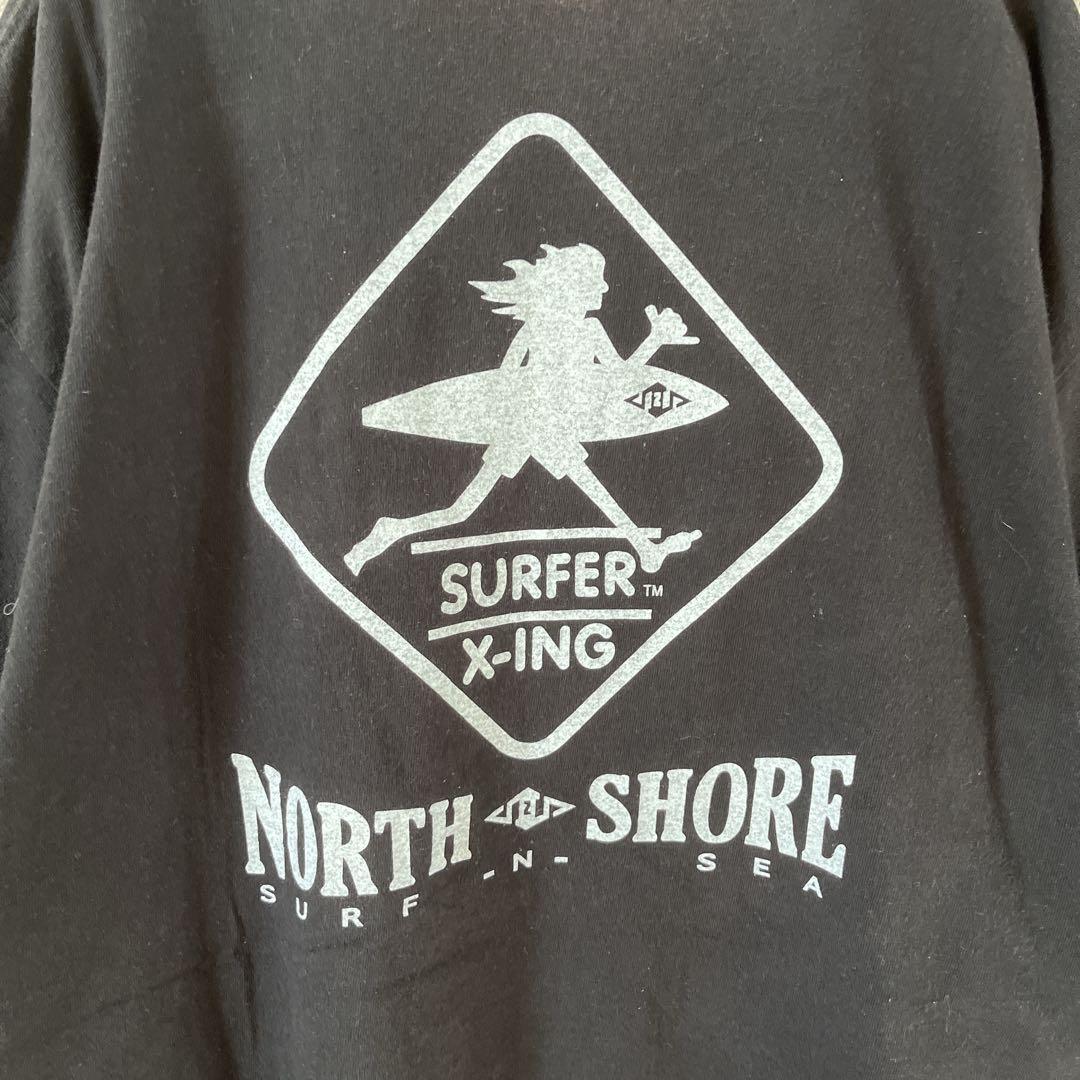 SURFER™
X-ING
NORTH SHORE
SURF -N- SEA